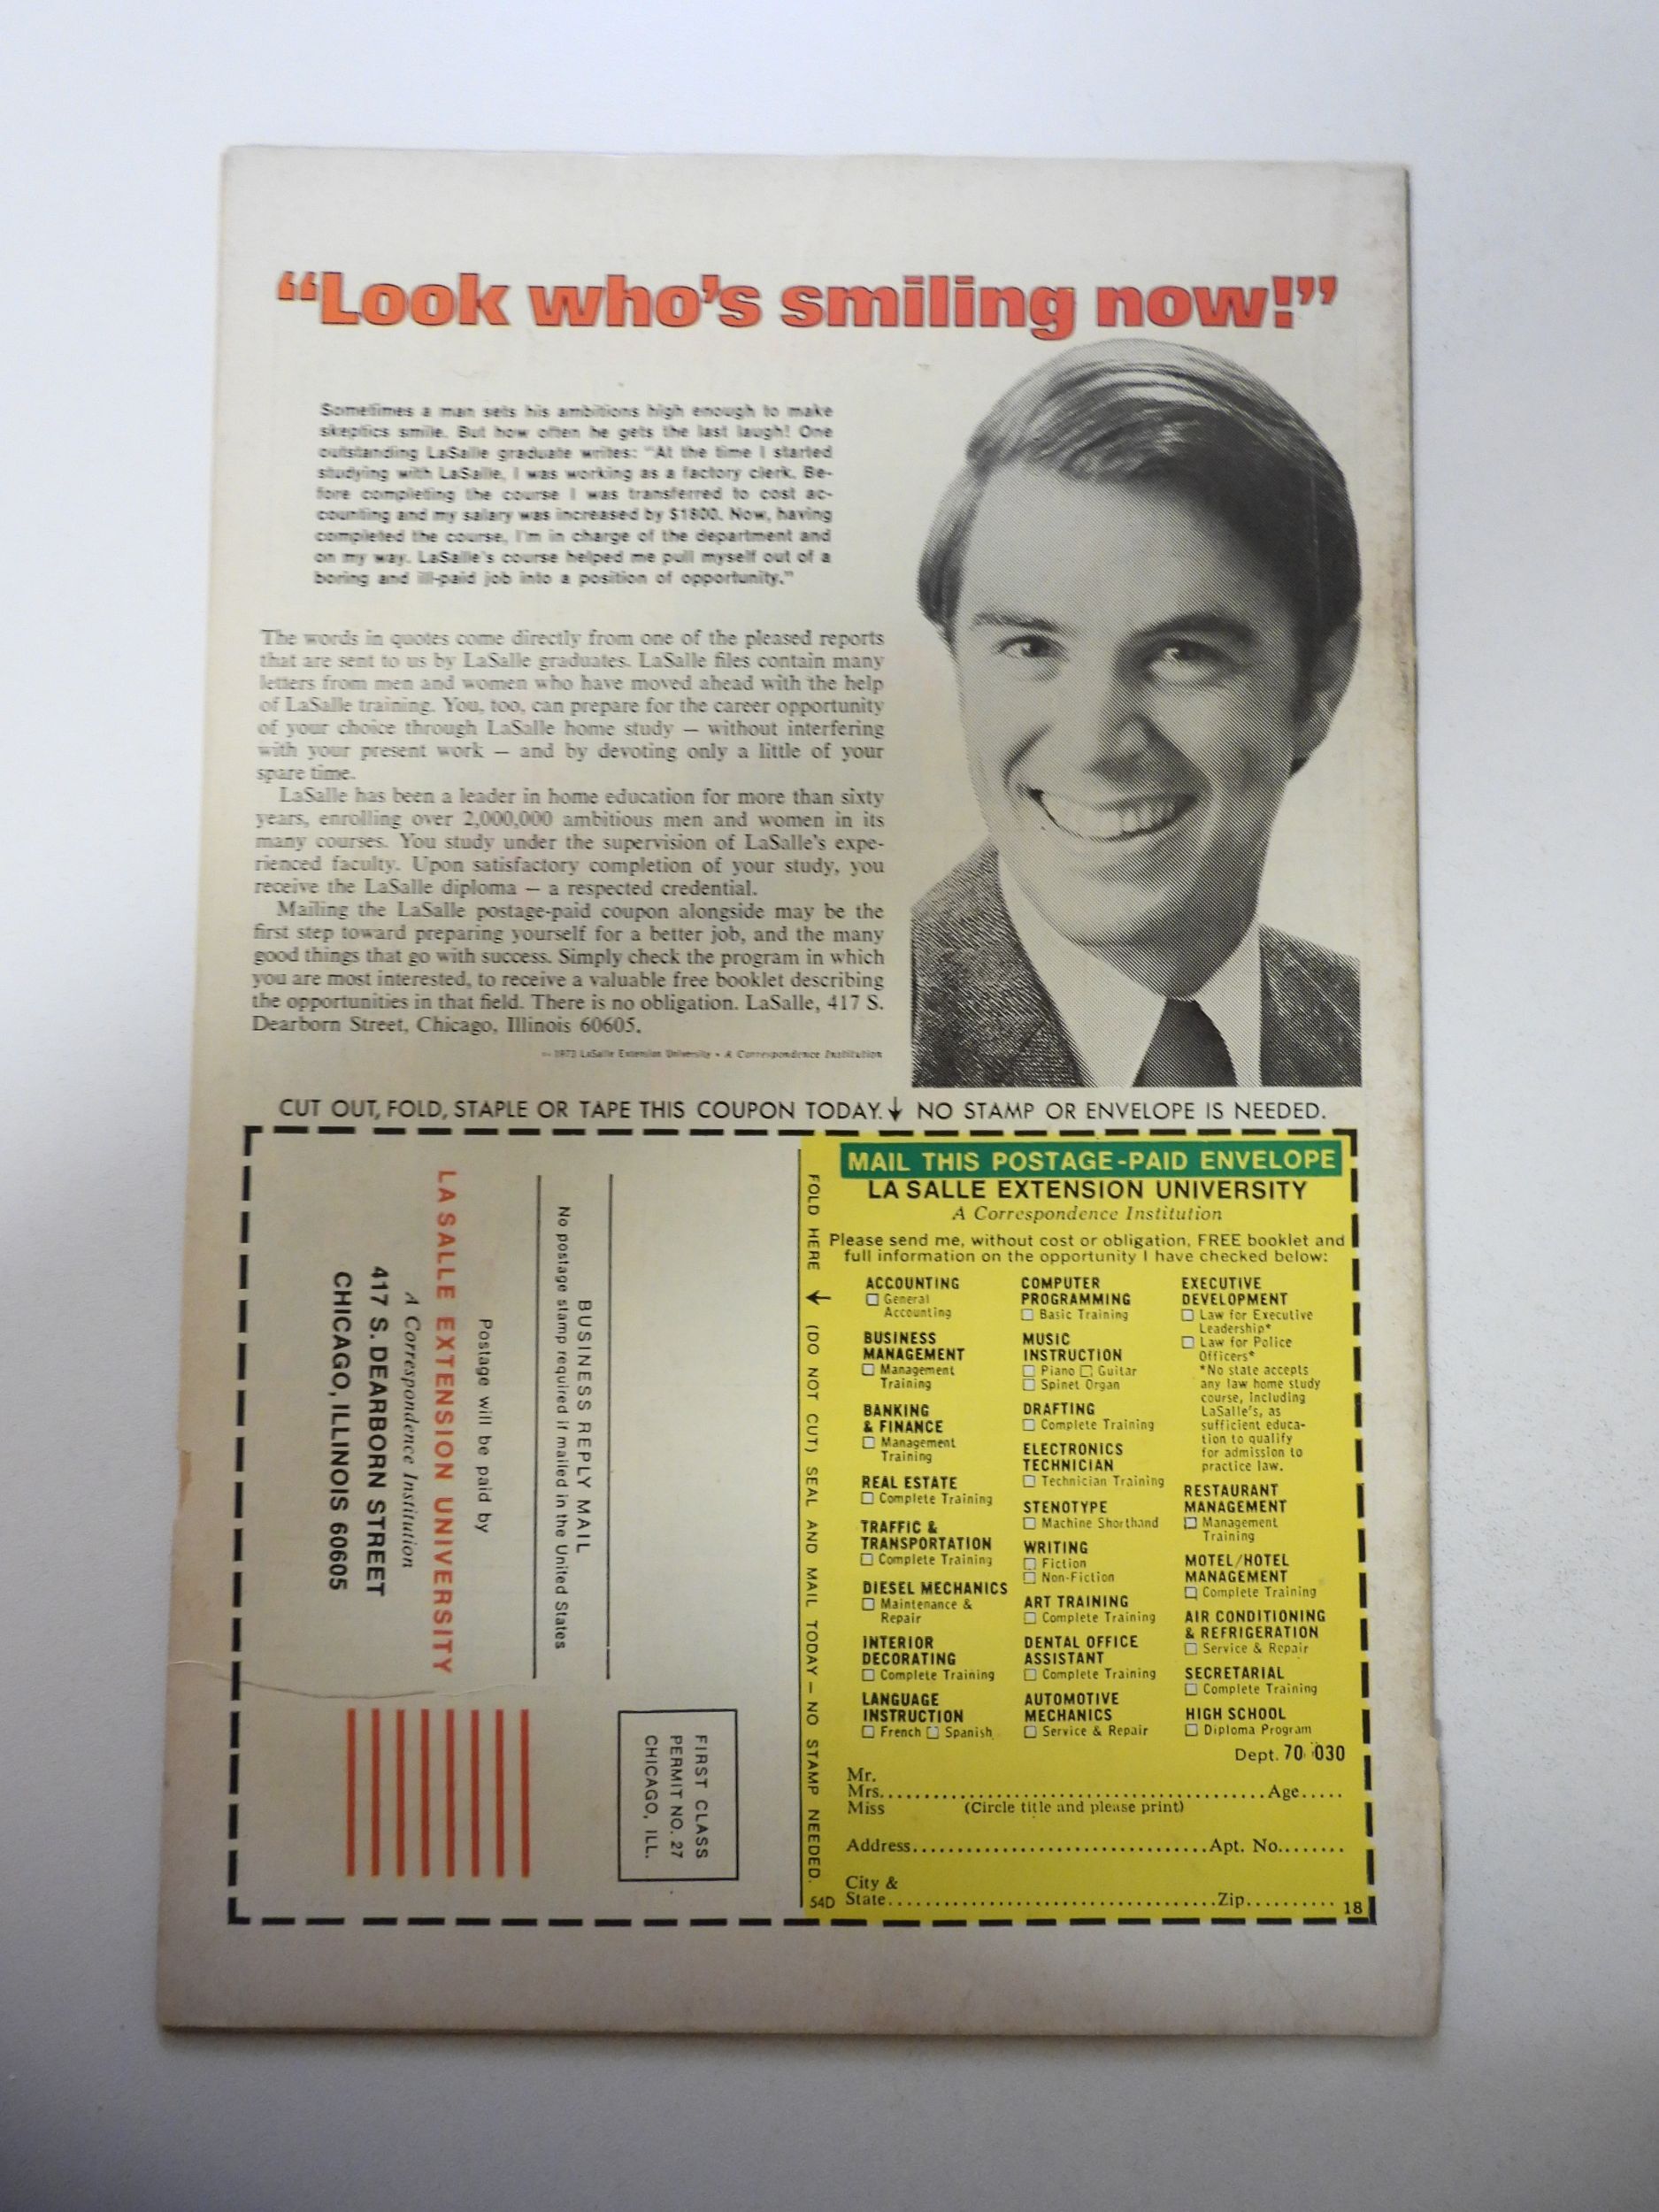 “Look who’s smiling now!”
Sometimes a man sets his ambitions high enough to make
skeptics smile. But how often he gets the last laugh! One
outstanding LaSalle graduate writes: “At the time I started
studying with LaSalle, I was working as a factory clerk. Be-
fore completing the course I was transferred to cost ac-
counting and my salary was increased by $1800. Now, having
completed the course, I’m in charge of the department and
on my way. LaSalle’s course helped me pull myself out of a
boring and ill-paid job into a position of opportunity.”
The words in quotes come directly from one of the pleased reports
that are sent to us by LaSalle graduates. LaSalle files contain many
letters from men and women who have moved ahead with the help
of LaSalle training. You, too, can prepare for the career opportunity
of your choice through LaSalle home study — without interfering
with your present work — and by devoting only a little of your
spare time.
LaSalle has been a leader in home education for more than sixty
years, enrolling over 2,000,000 ambitious men and women in its
many courses. You study under the supervision of LaSalle’s expe-
rienced faculty. Upon satisfactory completion of your study, you
receive the LaSalle diploma — a respected credential.
Mailing the LaSalle postage-paid coupon alongside may be the
first step toward preparing yourself for a better job, and the many
good things that go with success. Simply check the program in which
you are most interested, to receive a valuable free booklet describing
the opportunities in that field. There is no obligation. LaSalle, 417 S.
Dearborn Street, Chicago, Illinois 60605.
1973 LaSalle Extension University • A Correspondence Institution
CUT OUT, FOLD, STAPLE OR TAPE THIS COUPON TODAY. ↓ NO STAMP OR ENVELOPE IS NEEDED.
FIRST CLASS
PERMIT NO. 27
CHICAGO, ILL.
BUSINESS REPLY MAIL
No postage stamp required if mailed in the United States
Postage will be paid by
LA SALLE EXTENSION UNIVERSITY
A Correspondence Institution
417 S. DEARBORN STREET
CHICAGO, ILLINOIS 60605
FOLD HERE ↓ (DO NOT CUT) SEAL AND MAIL TODAY — NO STAMP NEEDED.
MAIL THIS POSTAGE-PAID ENVELOPE
LA SALLE EXTENSION UNIVERSITY
A Correspondence Institution
Please send me, without cost or obligation, FREE booklet and
full information on the opportunity I have checked below:
ACCOUNTING
☐ General
Accounting
BUSINESS
MANAGEMENT
☐ Management
Training
BANKING
& FINANCE
☐ Management
Training
REAL ESTATE
☐ Complete Training
TRAFFIC &
TRANSPORTATION
☐ Complete Training
DIESEL MECHANICS
☐ Maintenance &
Repair
INTERIOR
DECORATING
☐ Complete Training
LANGUAGE
INSTRUCTION
☐ French ☐ Spanish
COMPUTER
PROGRAMMING
☐ Basic Training
MUSIC
INSTRUCTION
☐ Piano ☐ Guitar
☐ Spinet Organ
DRAFTING
☐ Complete Training
ELECTRONICS
TECHNICIAN
☐ Technician Training
STENOTYPE
☐ Machine Shorthand
WRITING
☐ Fiction
☐ Non-Fiction
ART TRAINING
☐ Complete Training
DENTAL OFFICE
ASSISTANT
☐ Complete Training
AUTOMOTIVE
MECHANICS
☐ Service & Repair
EXECUTIVE
DEVELOPMENT
☐ Law for Executive
Leadership*
☐ Law for Police
Officers*
*No state accepts
any law home study
course, including
LaSalle’s, as
sufficient educa-
tion to qualify
for admission to
practice law.
RESTAURANT
MANAGEMENT
☐ Management
Training
MOTEL/HOTEL
MANAGEMENT
☐ Complete Training
AIR CONDITIONING
& REFRIGERATION
☐ Service & Repair
SECRETARIAL
☐ Complete Training
HIGH SCHOOL
☐ Diploma Program
Dept. 70 030
Mr.
Mrs. Age
Miss (Circle title and please print)
Address Apt. No.
City &
State Zip
54D 18